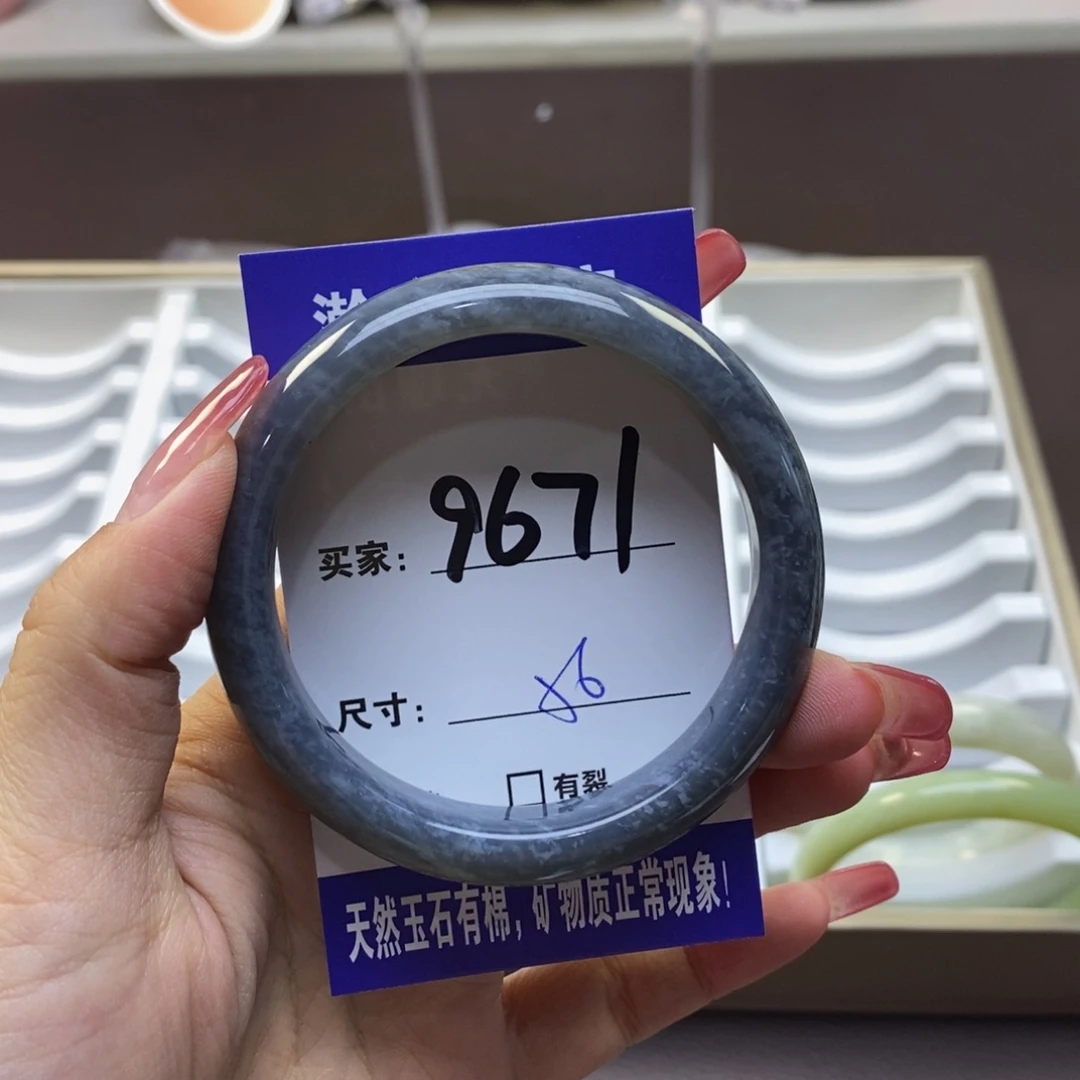 买家: 9671
尺寸: 56
有裂
天然玉石有棉，矿物质正常现象！